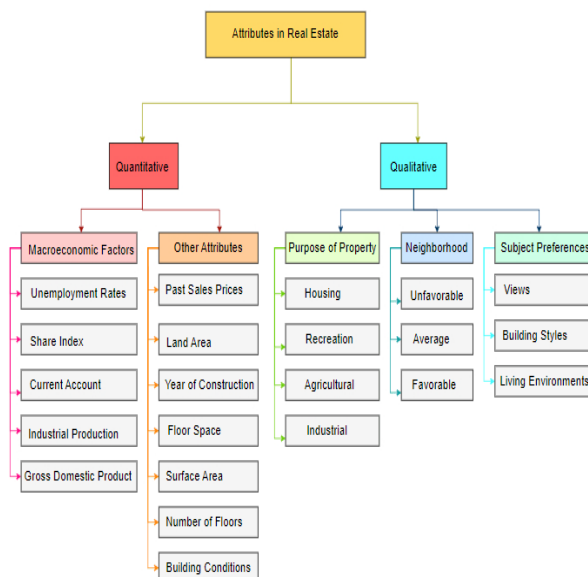 Attributes in Real Estate
Quantitative
Qualitative
Macroeconomic Factors
Unemployment Rates
Share Index
Current Account
Industrial Production
Gross Domestic Product
Other Attributes
Past Sales Prices
Land Area
Year of Construction
Floor Space
Surface Area
Number of Floors
Building Conditions
Purpose of Property
Housing
Recreation
Agricultural
Industrial
Neighborhood
Unfavorable
Average
Favorable
Subject Preferences
Views
Building Styles
Living Environments